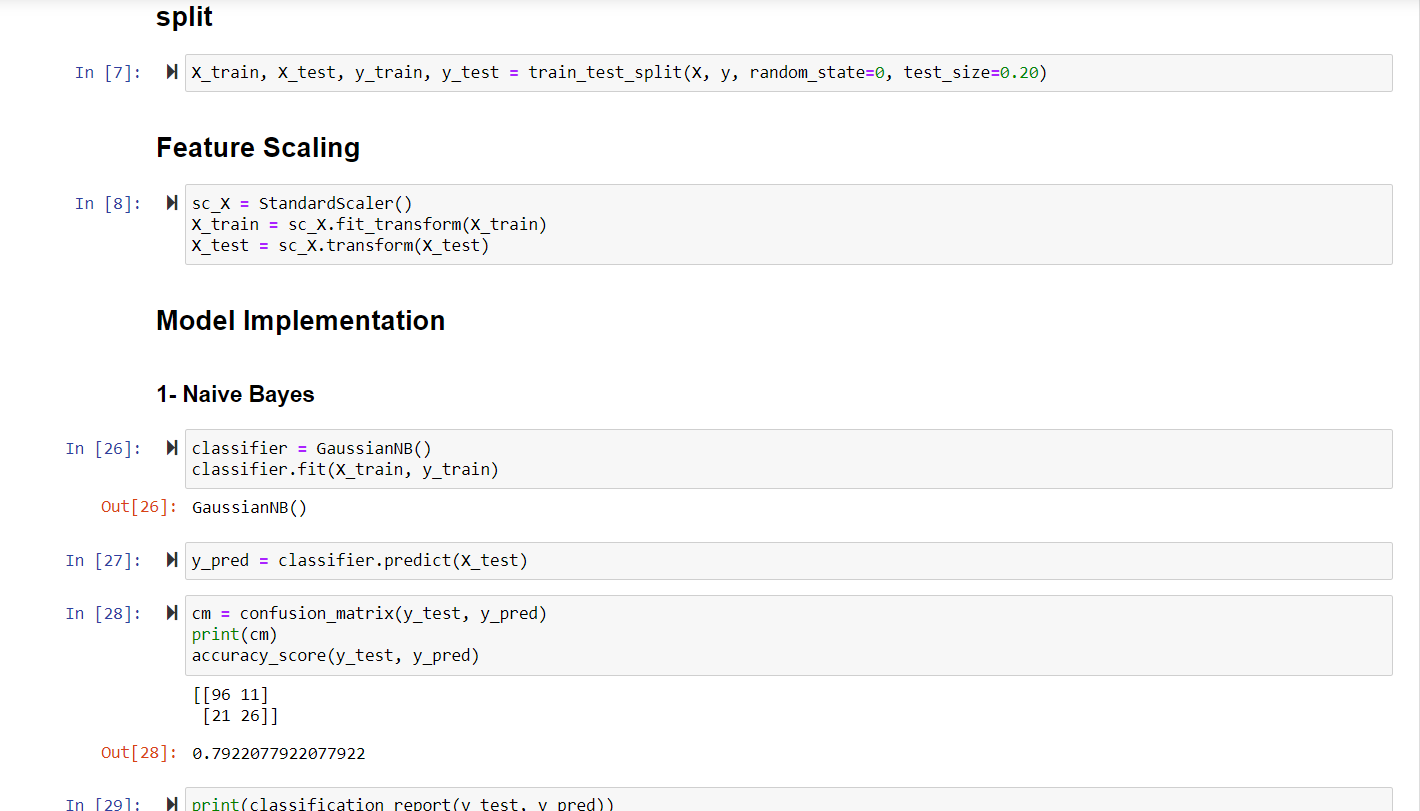 split
In [7]: X_train, X_test, y_train, y_test = train_test_split(X, y, random_state=0, test_size=0.20)
Feature Scaling
In [8]: sc_X = StandardScaler()
X_train = sc_X.fit_transform(X_train)
X_test = sc_X.transform(X_test)
Model Implementation
1- Naive Bayes
In [26]: classifier = GaussianNB()
classifier.fit(X_train, y_train)
Out[26]: GaussianNB()
In [27]: y_pred = classifier.predict(X_test)
In [28]: cm = confusion_matrix(y_test, y_pred)
print(cm)
accuracy_score(y_test, y_pred)
[[96 11]
[21 26]]
Out[28]: 0.7922077922077922
In [29]: print(classification_report(y_test, y_pred))